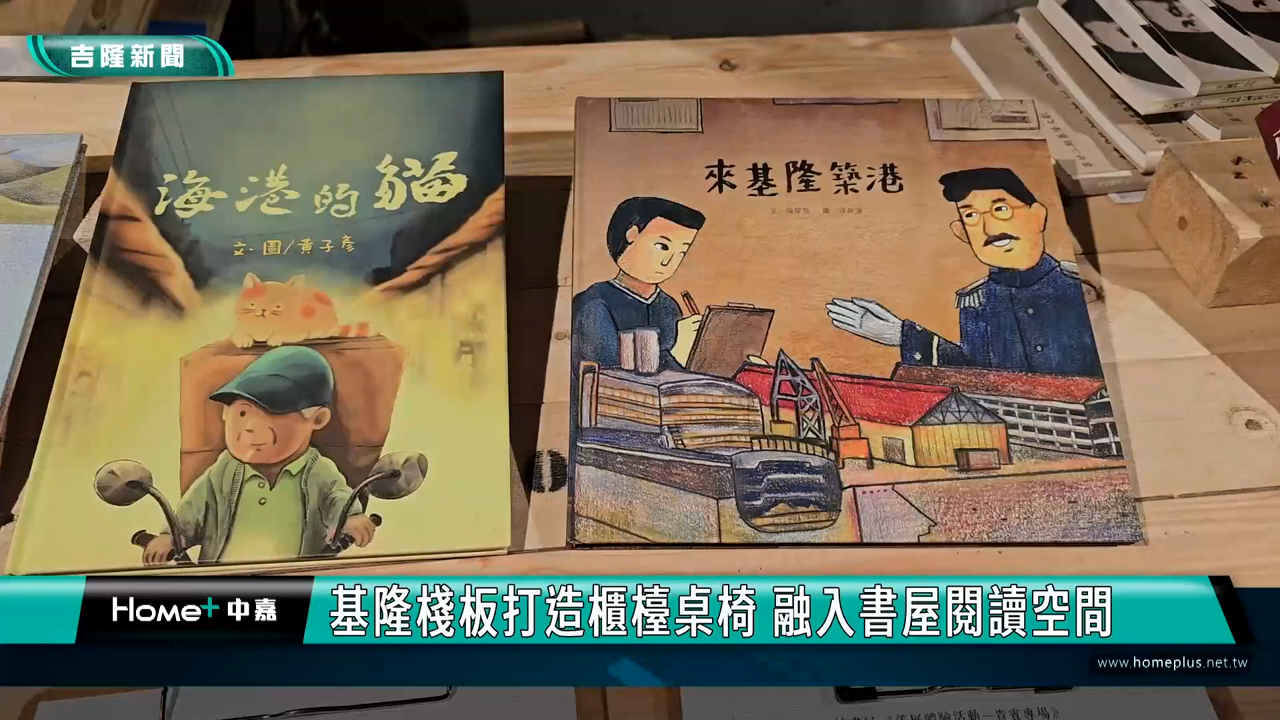 吉隆新聞
海港的貓
文·圖/黃子彥
來基隆築港
Home+中嘉
基隆棧板打造櫃檯桌椅 融入書屋閱讀空間
www.homeplus.net.tw